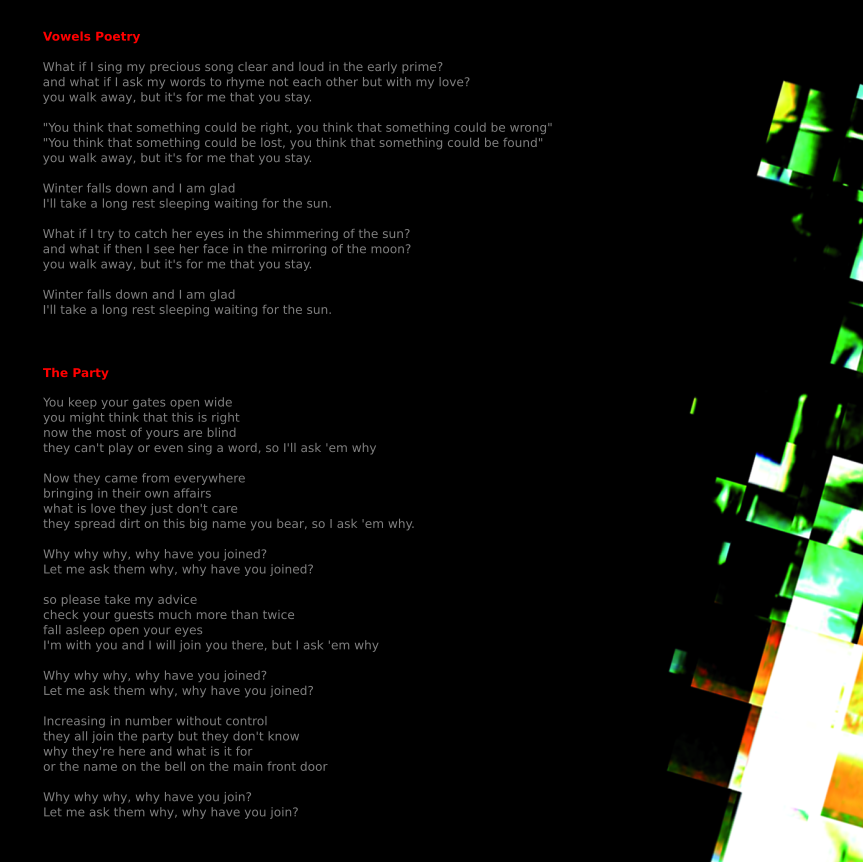 Vowels Poetry
What if I sing my precious song clear and loud in the early prime?
and what if I ask my words to rhyme not each other but with my love?
you walk away, but it's for me that you stay.
"You think that something could be right, you think that something could be wrong"
"You think that something could be lost, you think that something could be found"
you walk away, but it's for me that you stay.
Winter falls down and I am glad
I'll take a long rest sleeping waiting for the sun.
What if I try to catch her eyes in the shimmering of the sun?
and what if then I see her face in the mirroring of the moon?
you walk away, but it's for me that you stay.
Winter falls down and I am glad
I'll take a long rest sleeping waiting for the sun.
The Party
You keep your gates open wide
you might think that this is right
now the most of yours are blind
they can't play or even sing a word, so I'll ask 'em why
Now they came from everywhere
bringing in their own affairs
what is love they just don't care
they spread dirt on this big name you bear, so I ask 'em why.
Why why why, why have you joined?
Let me ask them why, why have you joined?
so please take my advice
check your guests much more than twice
fall asleep open your eyes
I'm with you and I will join you there, but I ask 'em why
Why why why, why have you joined?
Let me ask them why, why have you joined?
Increasing in number without control
they all join the party but they don't know
why they're here and what is it for
or the name on the bell on the main front door
Why why why, why have you join?
Let me ask them why, why have you join?